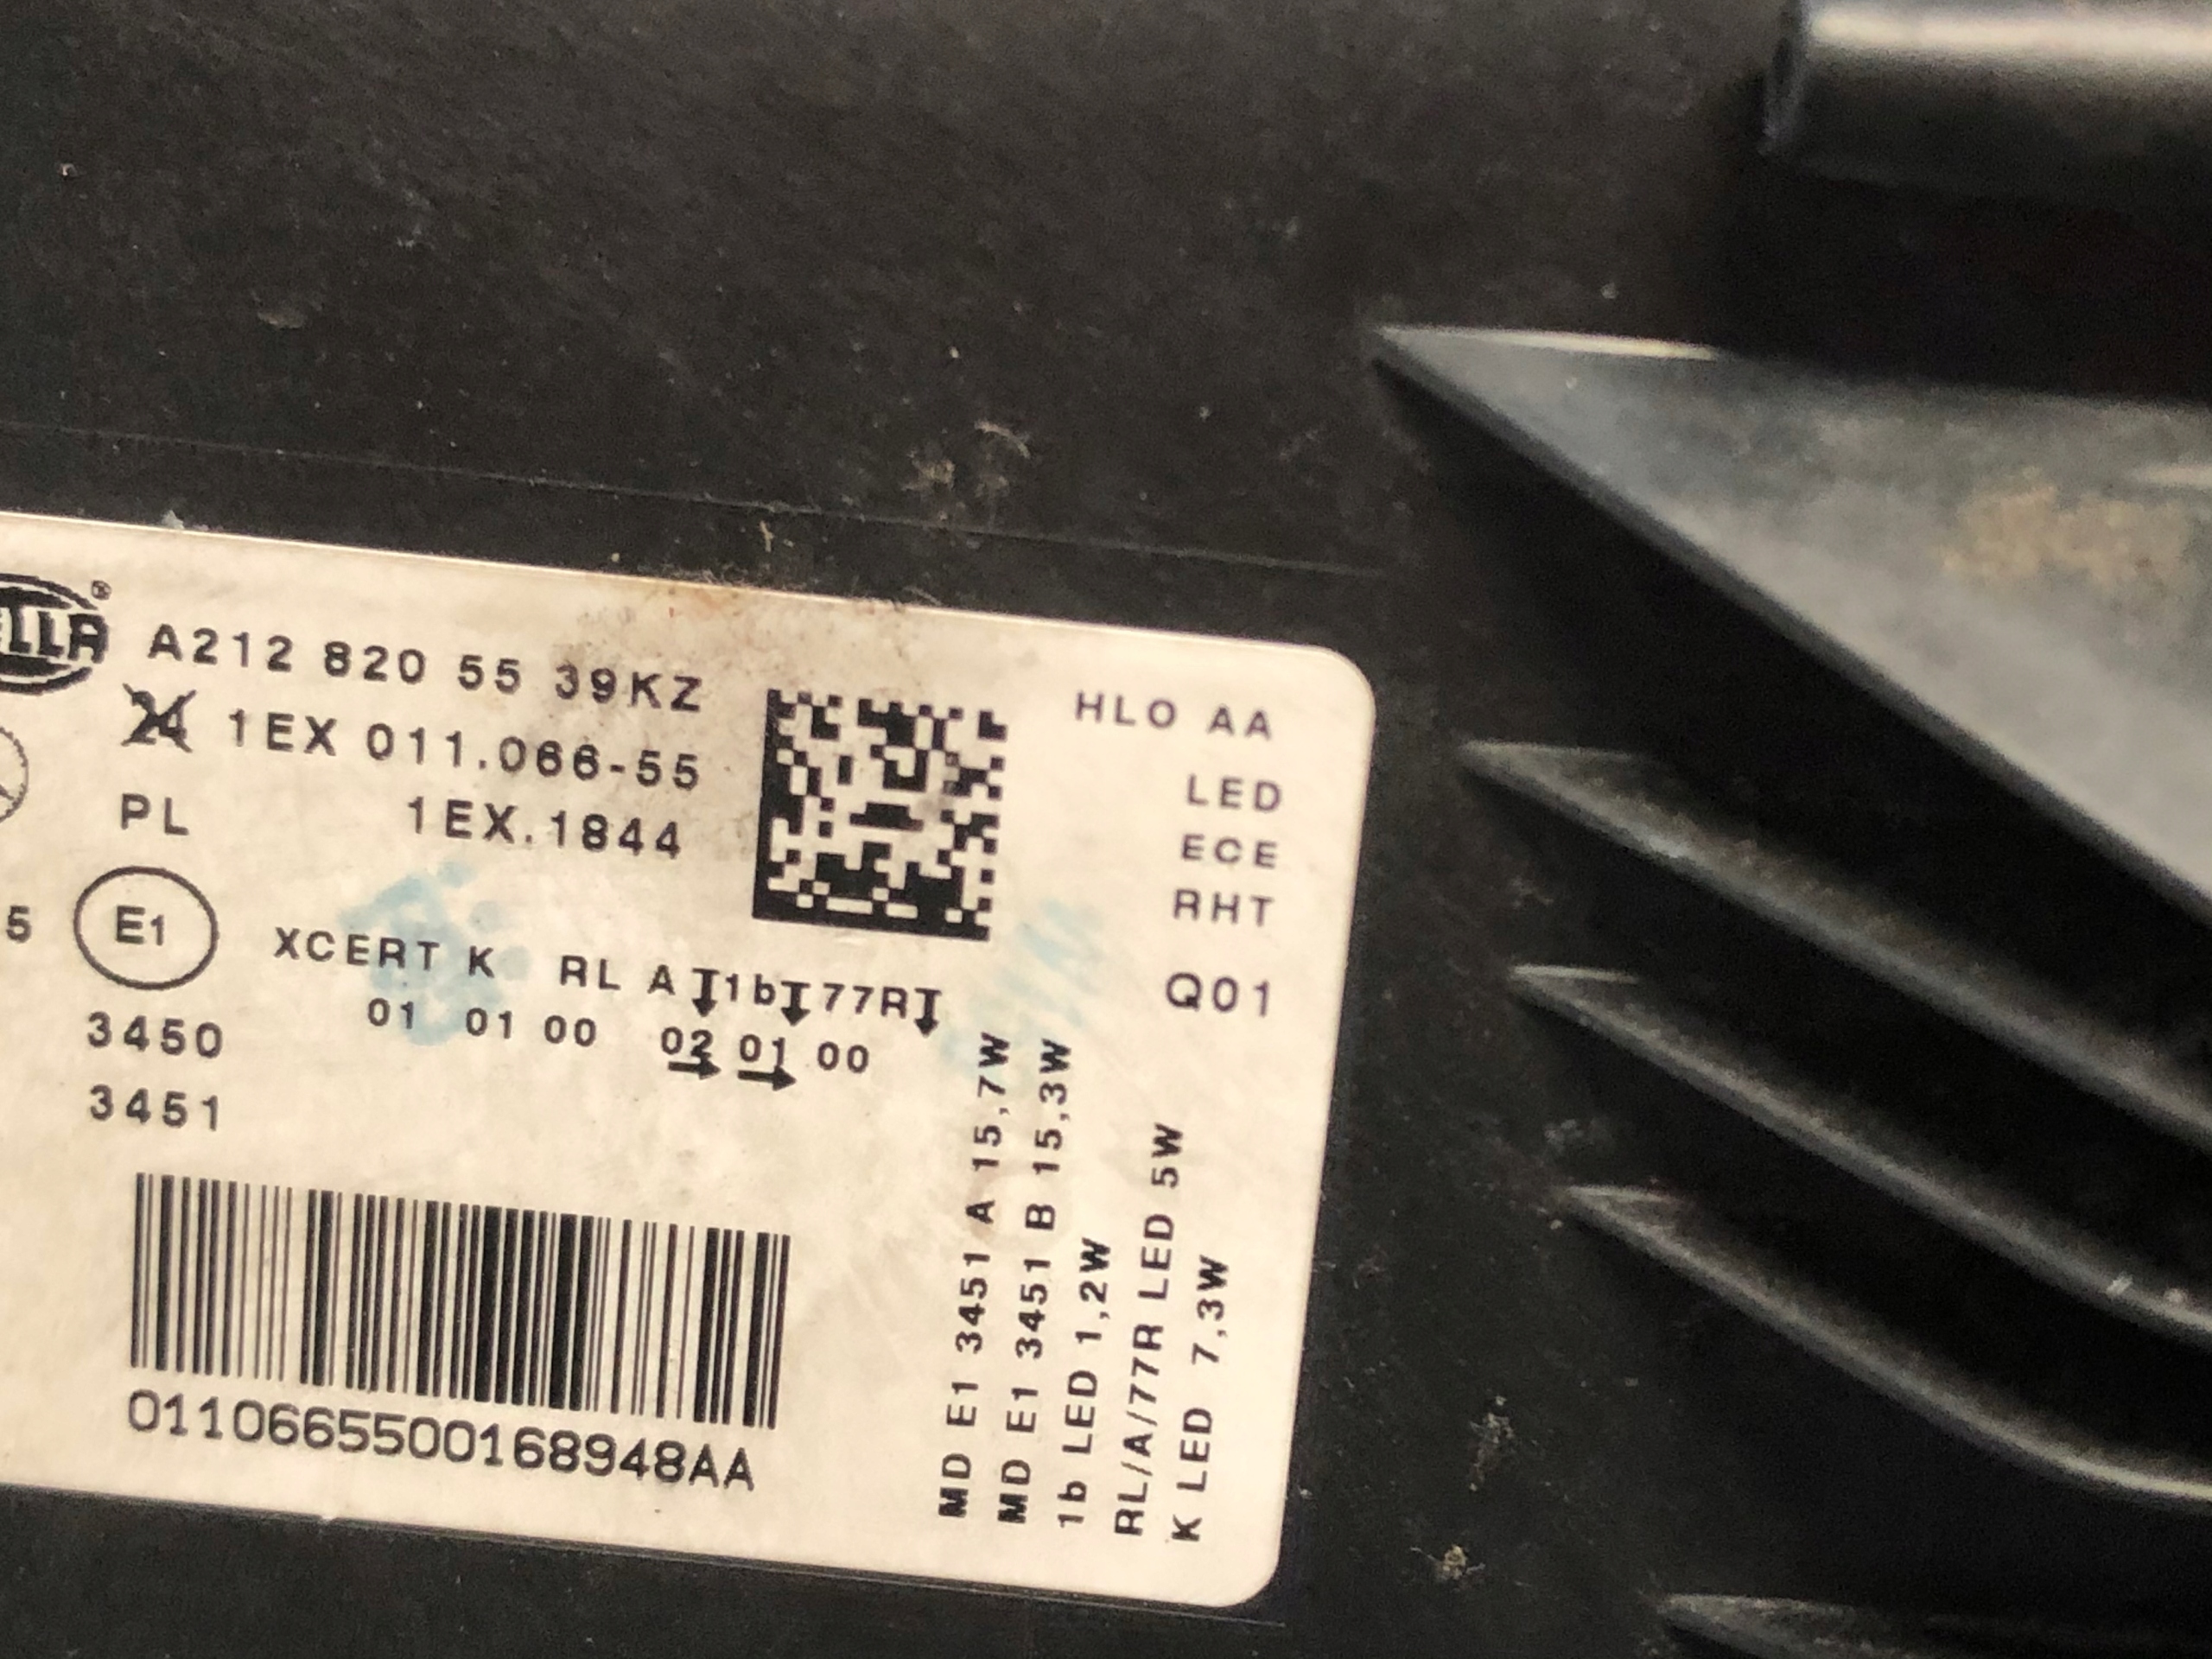 ELLA®
A212 820 55 39KZ
24 1EX 011.066-55
PL 1EX.1844
HLO AA
LED
ECE
RHT
Q01
5 E1 XCERT K RL A 1b 77R
01 01 00 02 01 00
3450
3451
MD E1 3451 A 15,7W
MD E1 3451 B 15,3W
1b LED 1,2W
RL/A/77R LED 5W
K LED 7,3W
0110665500168948AA